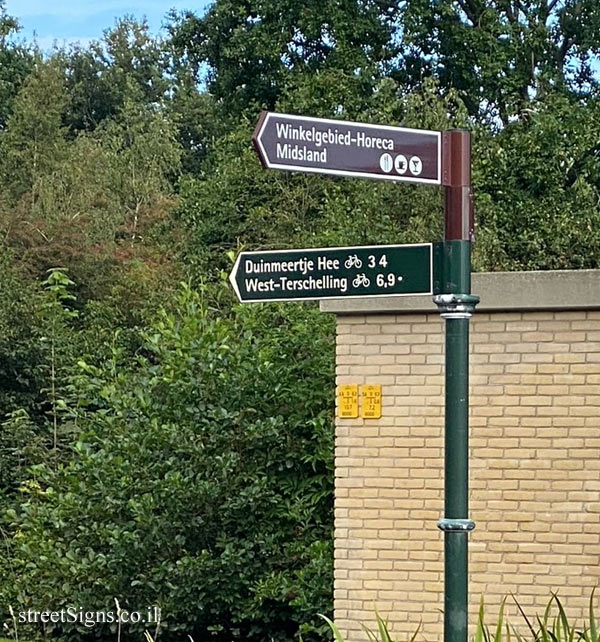 Winkelgebied-Horeca
Midsland
Duinmeertje Hee 3 4
West-Terschelling 6,9
streetSigns.co.il